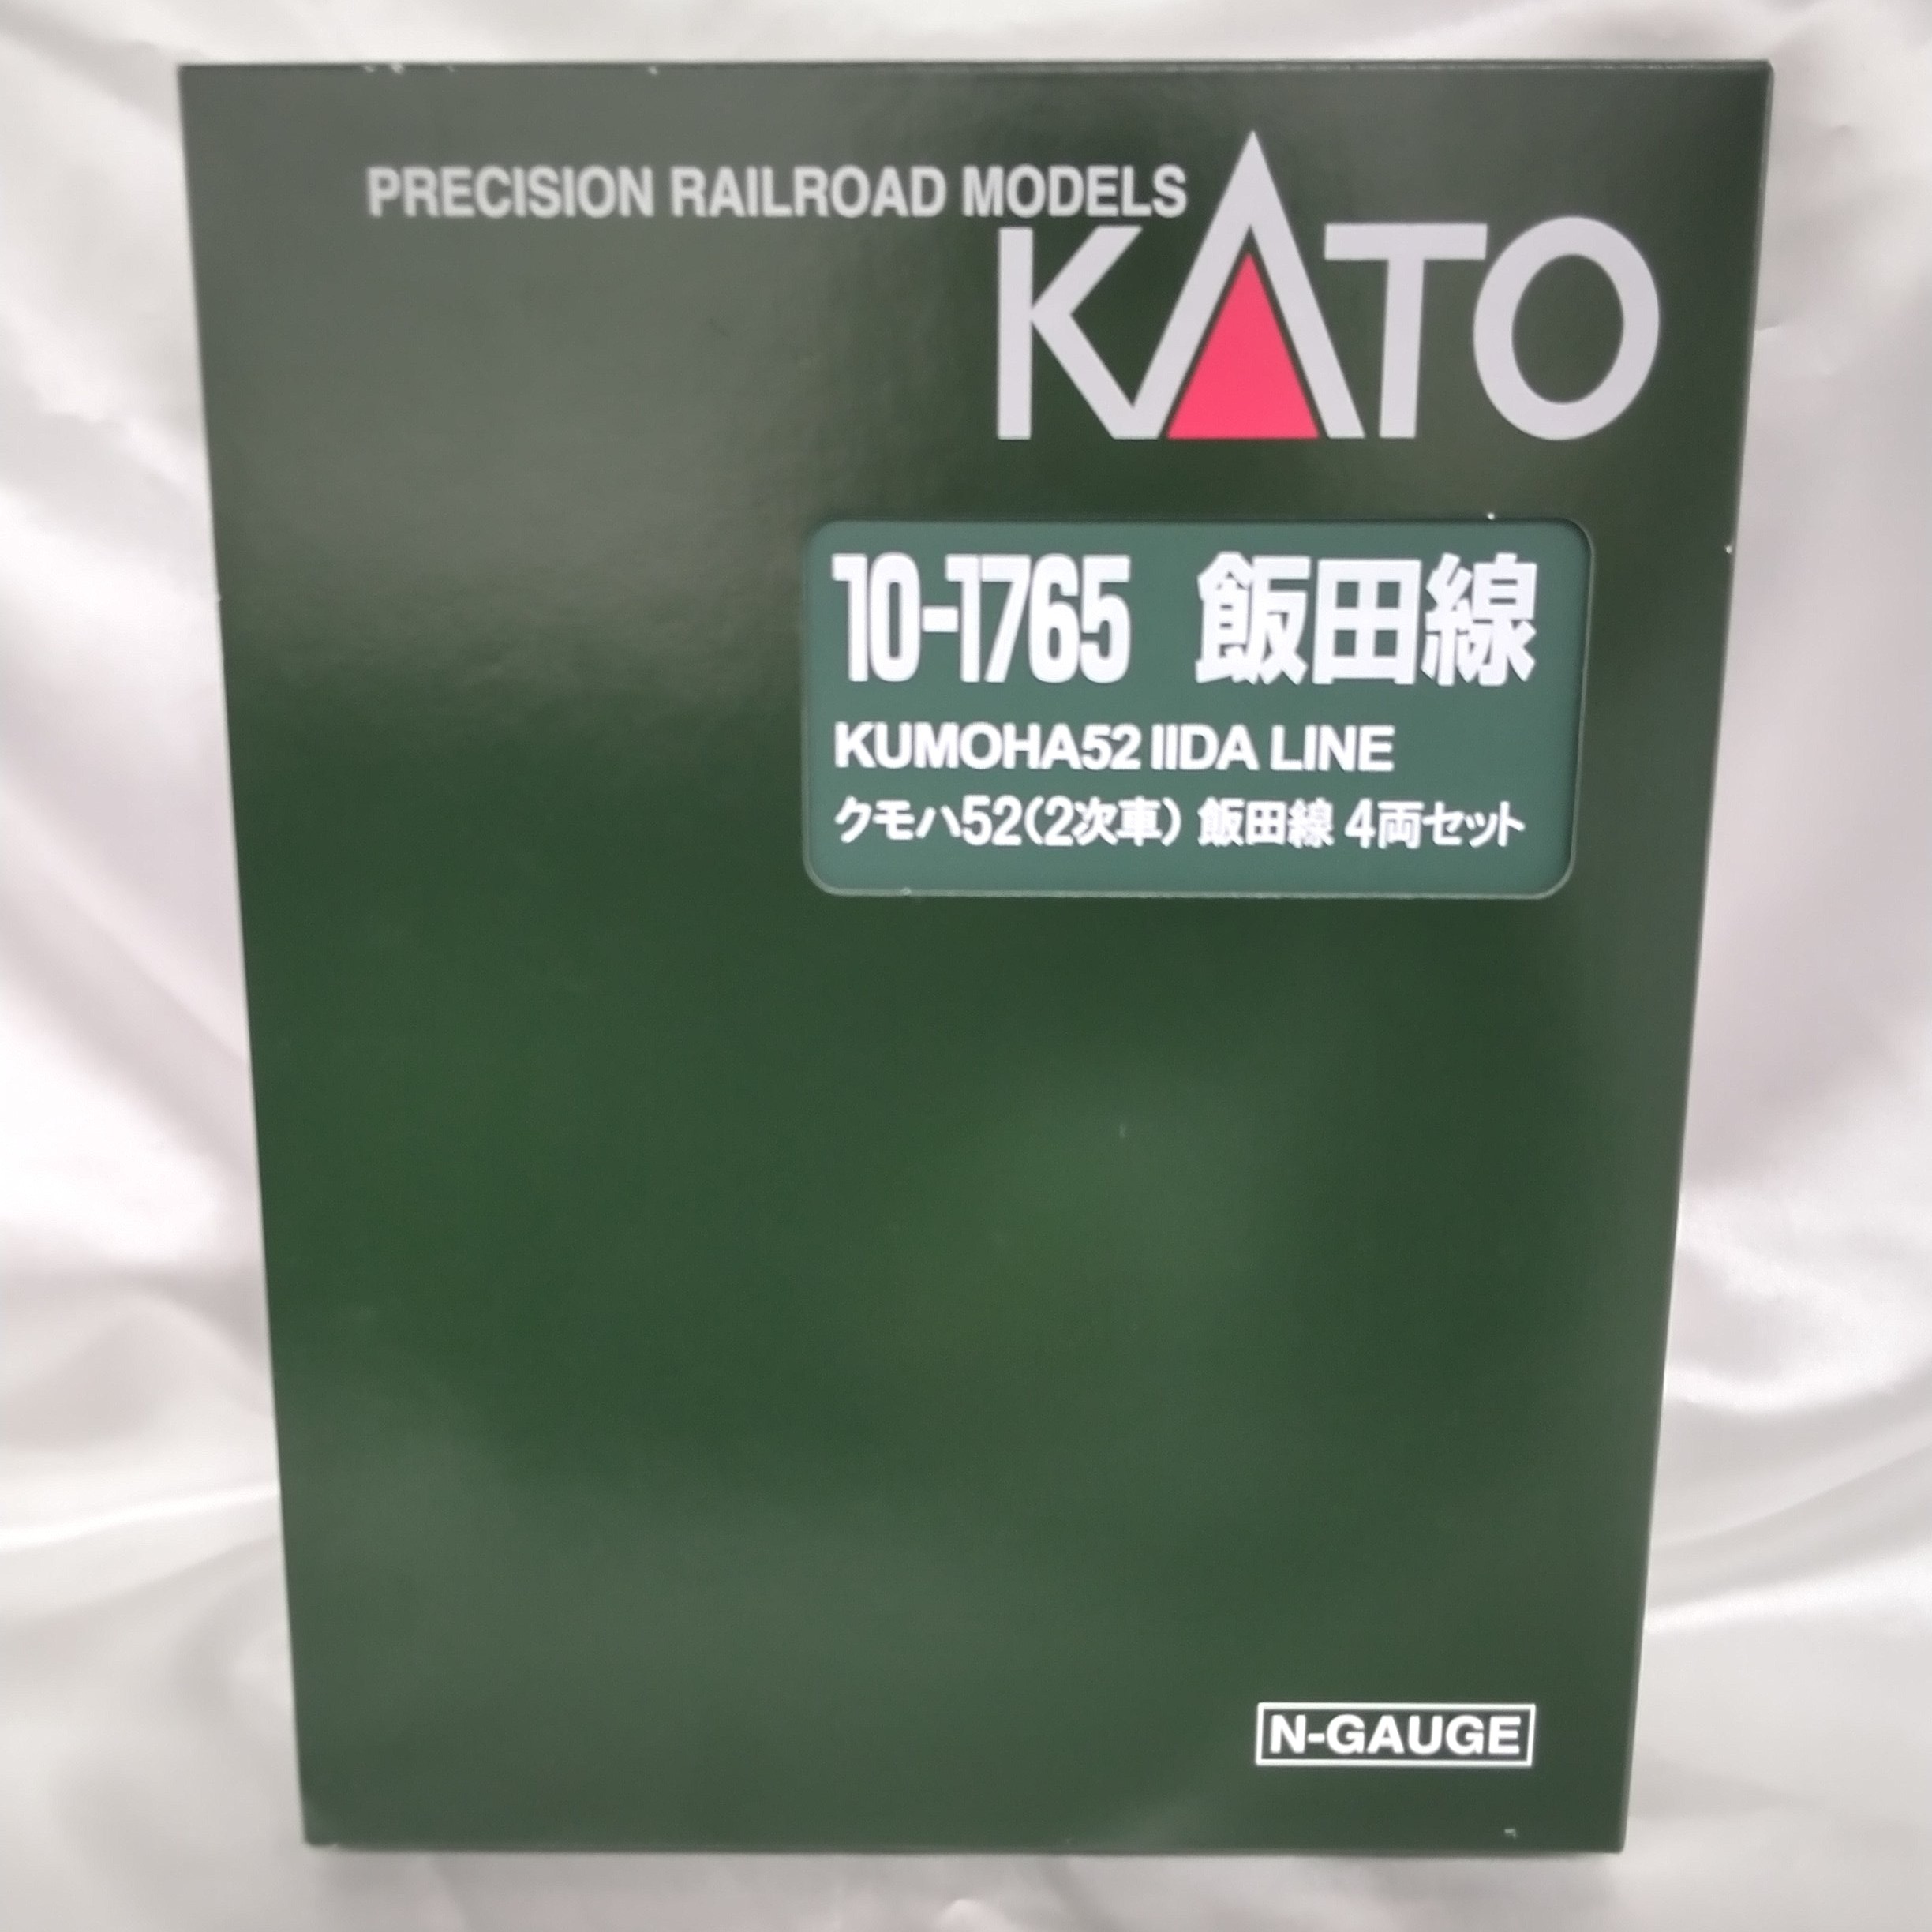 PRECISION RAILROAD MODELS
KATO
10-1765 飯田線
KUMOHA52 IIDA LINE
クモハ52(2次車) 飯田線 4両セット
N-GAUGE